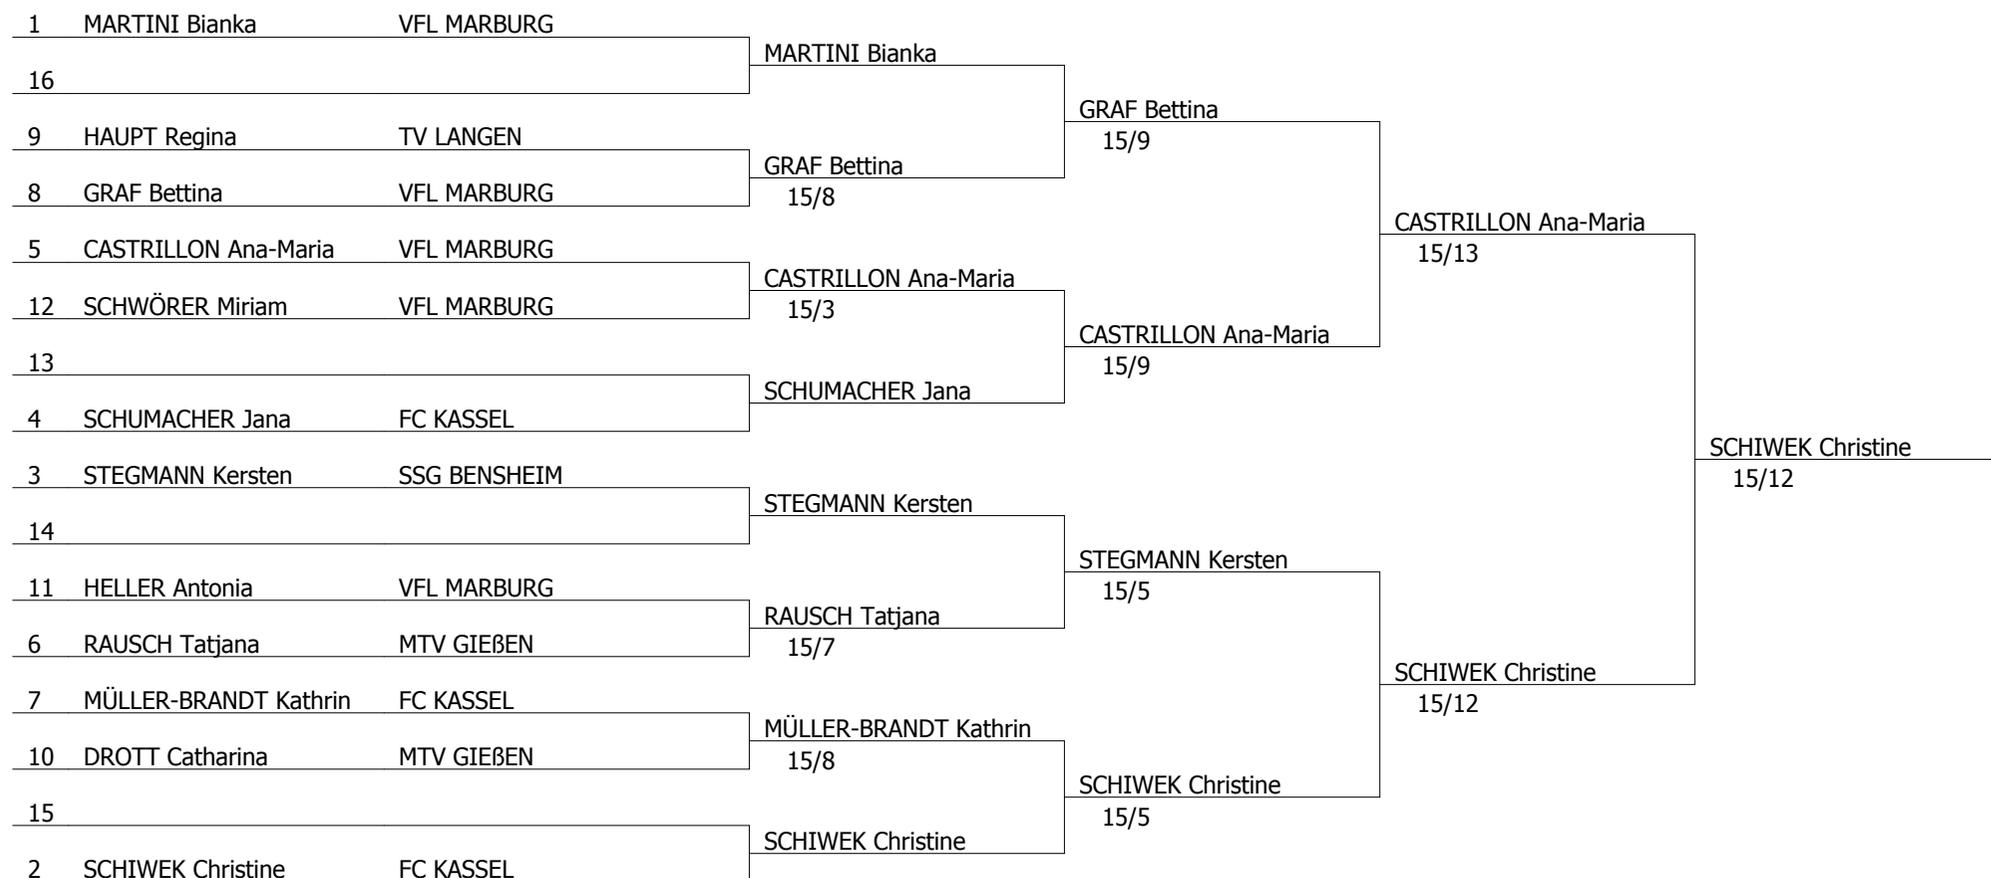 1 MARTINI Bianka VFL MARBURG
MARTINI Bianka
16
GRAF Bettina
15/9
9 HAUPT Regina TV LANGEN
GRAF Bettina
15/8
8 GRAF Bettina VFL MARBURG
CASTRILLON Ana-Maria
15/13
5 CASTRILLON Ana-Maria VFL MARBURG
CASTRILLON Ana-Maria
15/3
12 SCHWÖRER Miriam VFL MARBURG
CASTRILLON Ana-Maria
15/9
13
SCHUMACHER Jana
4 SCHUMACHER Jana FC KASSEL
SCHIWEK Christine
15/12
3 STEGMANN Kersten SSG BENSHEIM
STEGMANN Kersten
14
STEGMANN Kersten
15/5
11 HELLER Antonia VFL MARBURG
RAUSCH Tatjana
15/7
6 RAUSCH Tatjana MTV GIEßEN
SCHIWEK Christine
15/12
7 MÜLLER-BRANDT Kathrin FC KASSEL
MÜLLER-BRANDT Kathrin
15/8
10 DROTT Catharina MTV GIEßEN
SCHIWEK Christine
15/5
15
SCHIWEK Christine
2 SCHIWEK Christine FC KASSEL